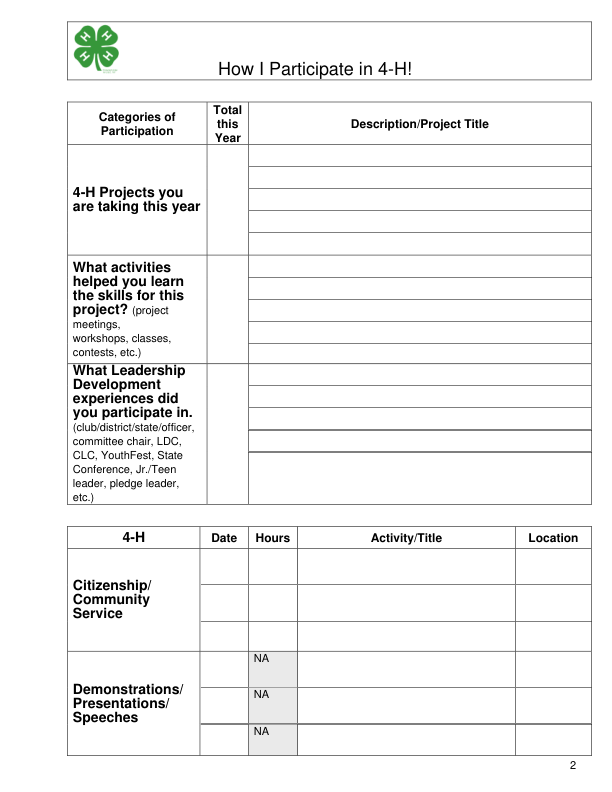 H H H H
How I Participate in 4-H!
Categories of
Participation
Total
this
Year
Description/Project Title
4-H Projects you
are taking this year
What activities
helped you learn
the skills for this
project? (project
meetings,
workshops, classes,
contests, etc.)
What Leadership
Development
experiences did
you participate in.
(club/district/state/officer,
committee chair, LDC,
CLC, YouthFest, State
Conference, Jr./Teen
leader, pledge leader,
etc.)
4-H
Date
Hours
Activity/Title
Location
Citizenship/
Community
Service
Demonstrations/
Presentations/
Speeches
NA
NA
NA
2